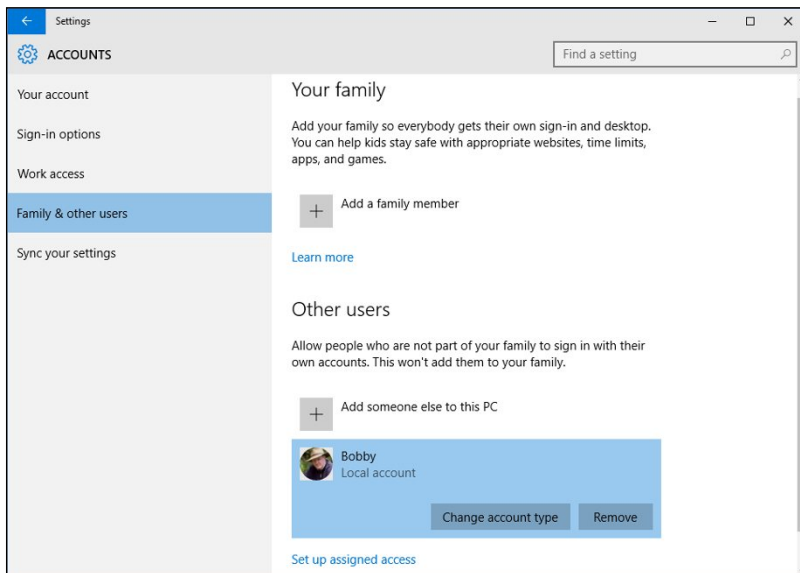 Settings
ACCOUNTS
Find a setting
Your account
Sign-in options
Work access
Family & other users
Sync your settings
Your family
Add your family so everybody gets their own sign-in and desktop.
You can help kids stay safe with appropriate websites, time limits,
apps, and games.
Add a family member
Learn more
Other users
Allow people who are not part of your family to sign in with their
own accounts. This won't add them to your family.
Add someone else to this PC
Bobby
Local account
Change account type
Remove
Set up assigned access